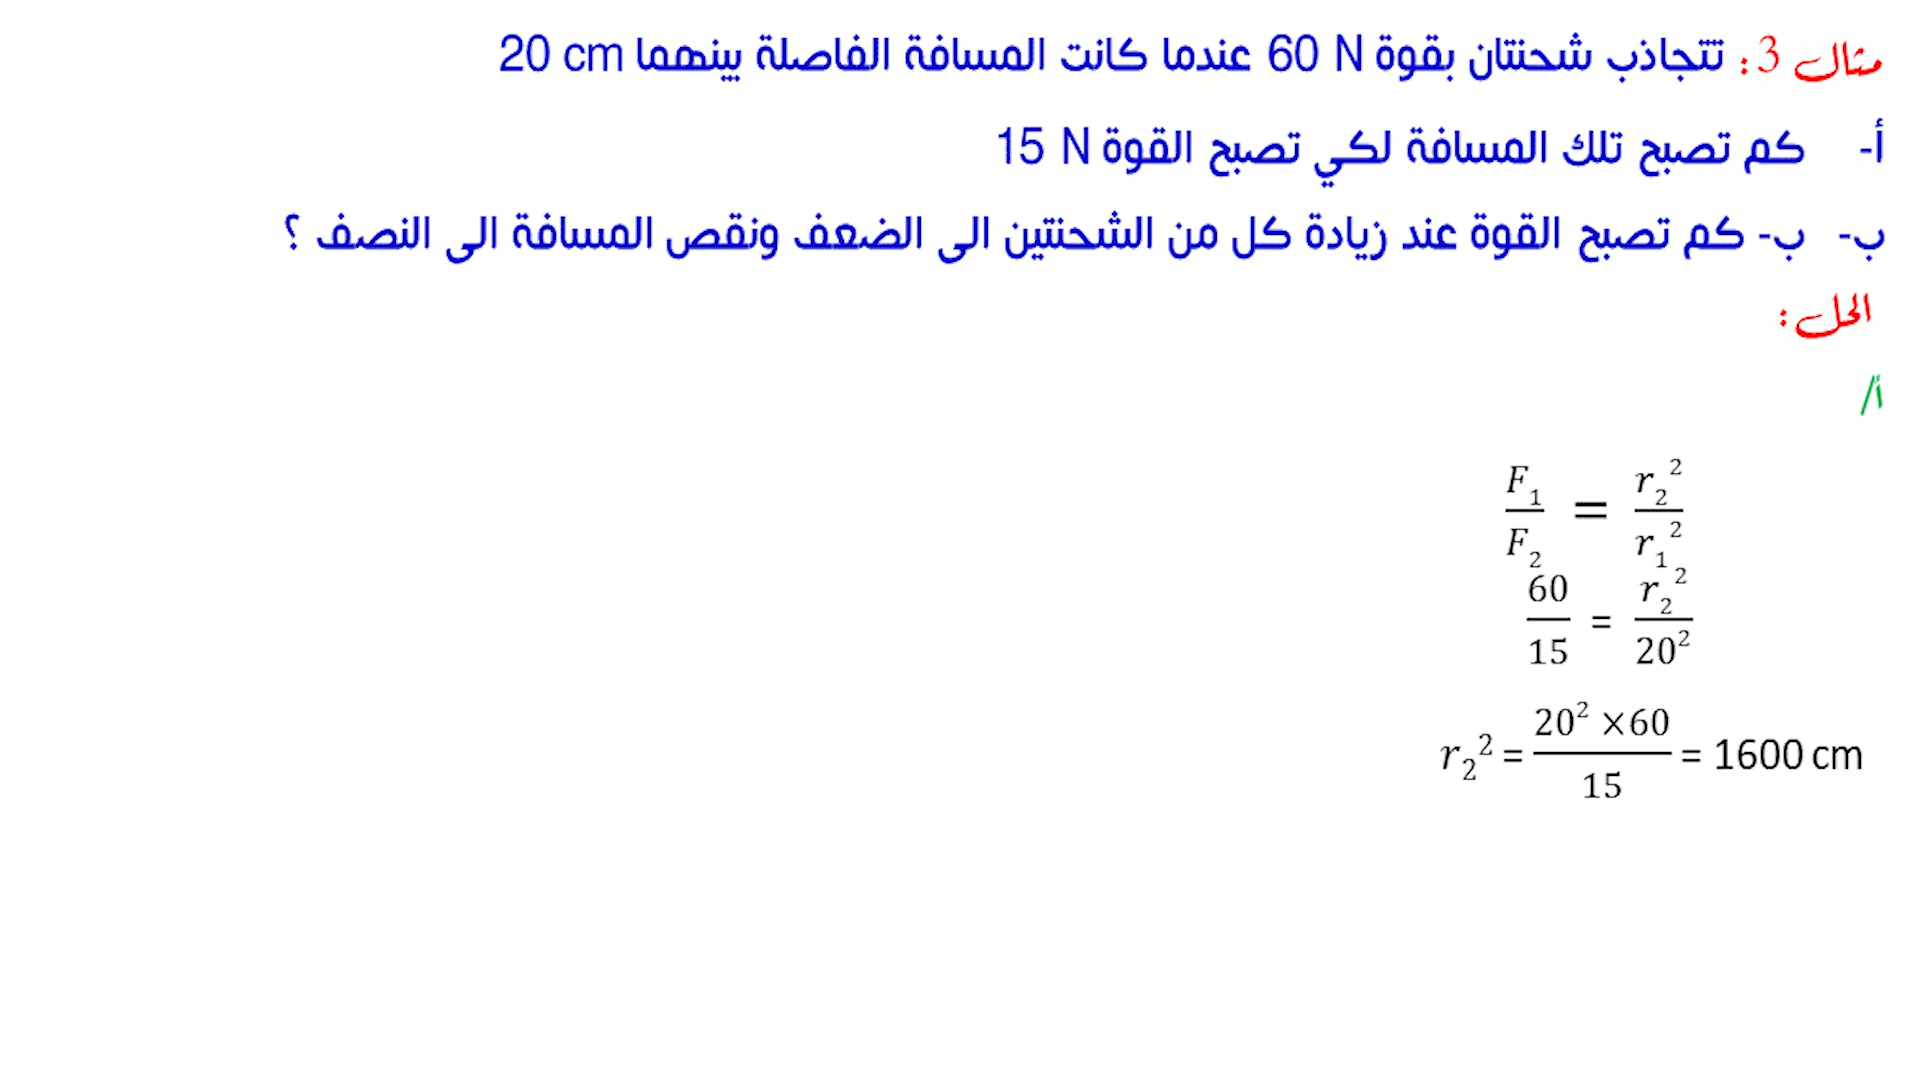 مثال 3 : تتجاذب شحنتان بقوة 60 N عندما كانت المسافة الفاصلة بينهما 20 cm
أ- كم تصبح تلك المسافة لكي تصبح القوة 15 N
ب- ب- كم تصبح القوة عند زيادة كل من الشحنتين الى الضعف ونقص المسافة الى النصف ؟
الحل :
أ/
F₁/F₂ = r₂²/r₁²
60/15 = r₂²/20²
r₂² = 20² ×60/15 = 1600 cm